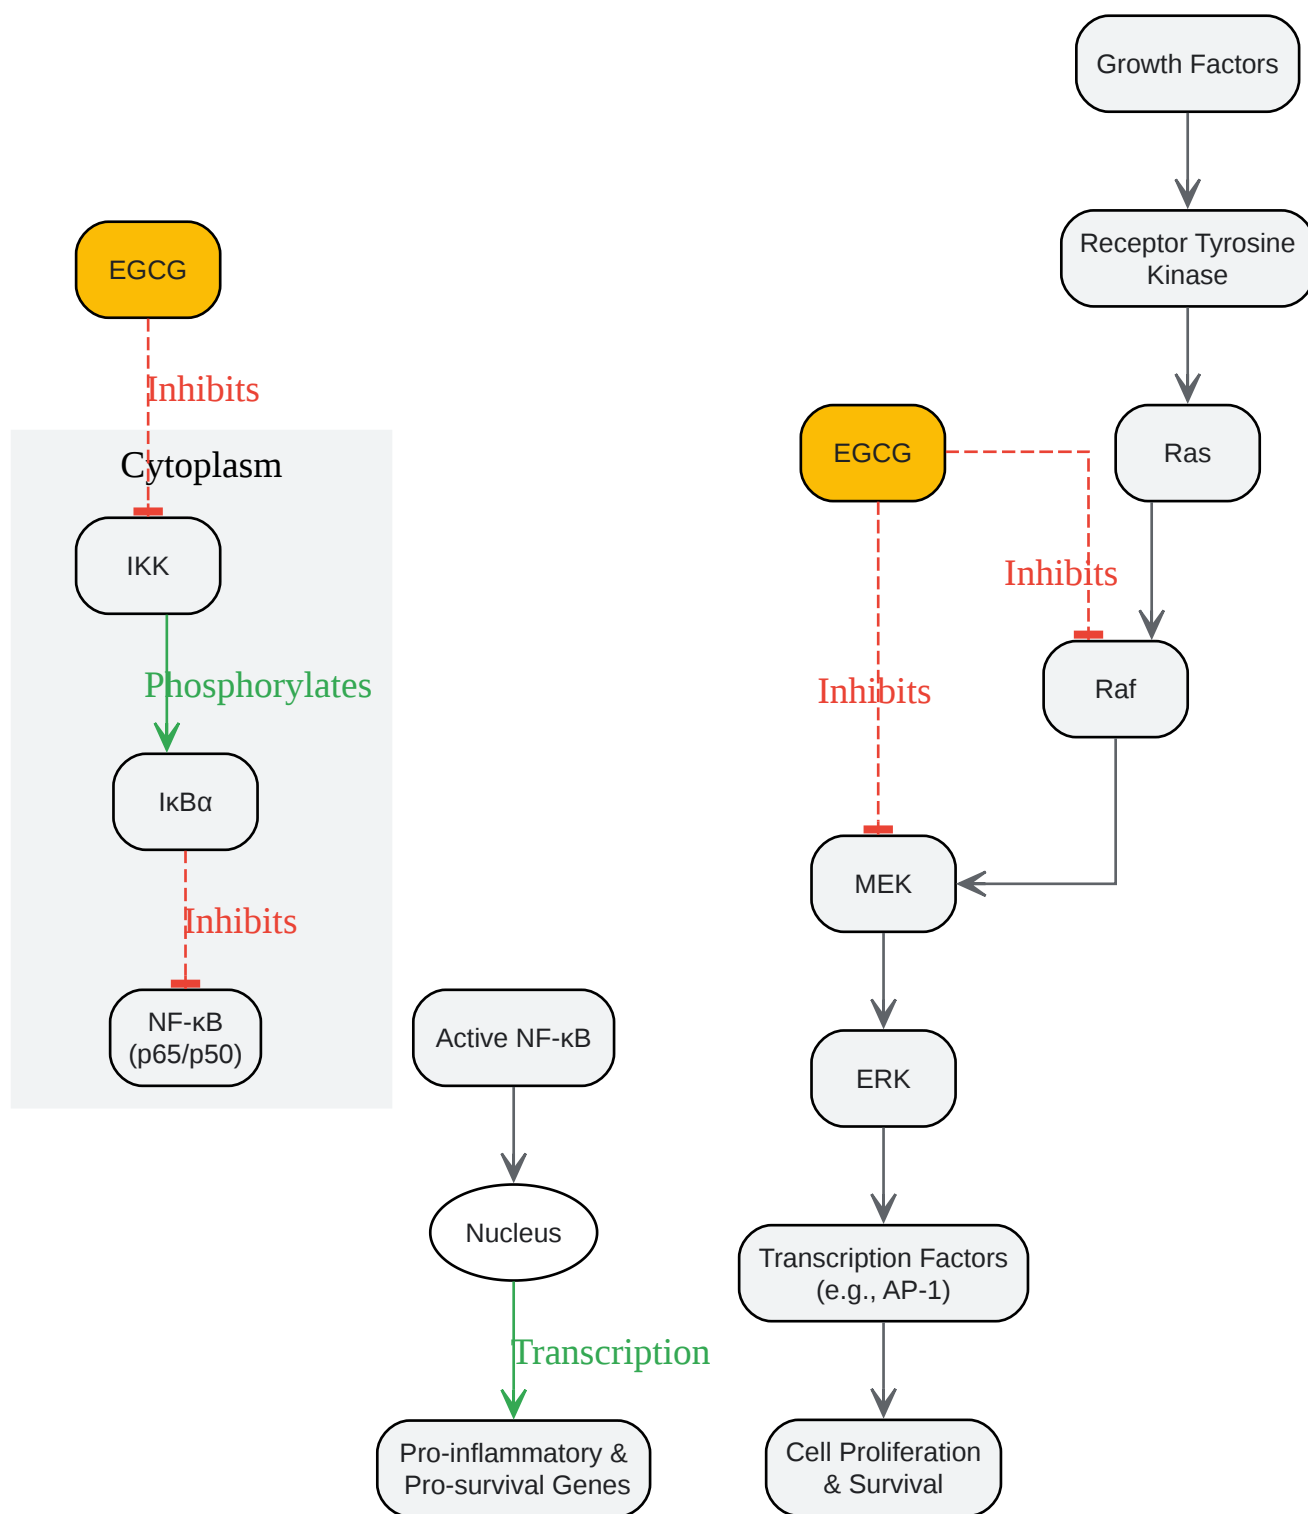 Growth Factors
Receptor Tyrosine
Kinase
EGCG
Inhibits
Cytoplasm
IKK
Phosphorylates
IκBα
Inhibits
NF-κB
(p65/p50)
Active NF-κB
Nucleus
Transcription
Pro-inflammatory &
Pro-survival Genes
EGCG
Ras
Inhibits
Inhibits
Raf
MEK
ERK
Transcription Factors
(e.g., AP-1)
Cell Proliferation
& Survival